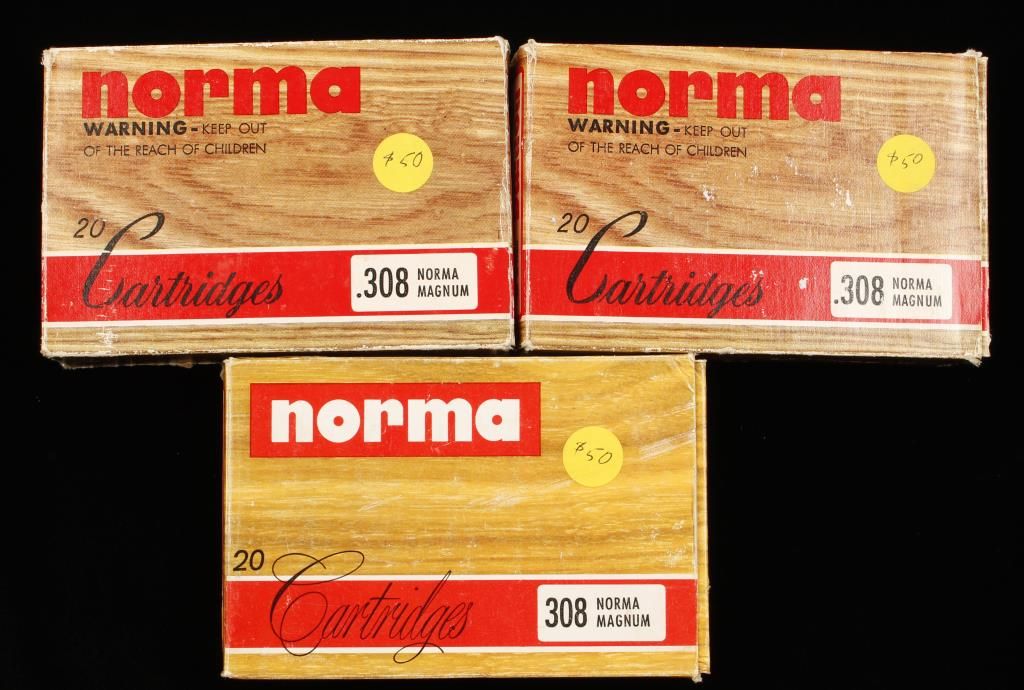 norma
WARNING - KEEP OUT
OF THE REACH OF CHILDREN
$50
20 Cartridges
.308 NORMA
MAGNUM
norma
WARNING - KEEP OUT
OF THE REACH OF CHILDREN
$50
20 Cartridges
.308 NORMA
MAGNUM
norma
$50
20 Cartridges
308 NORMA
MAGNUM